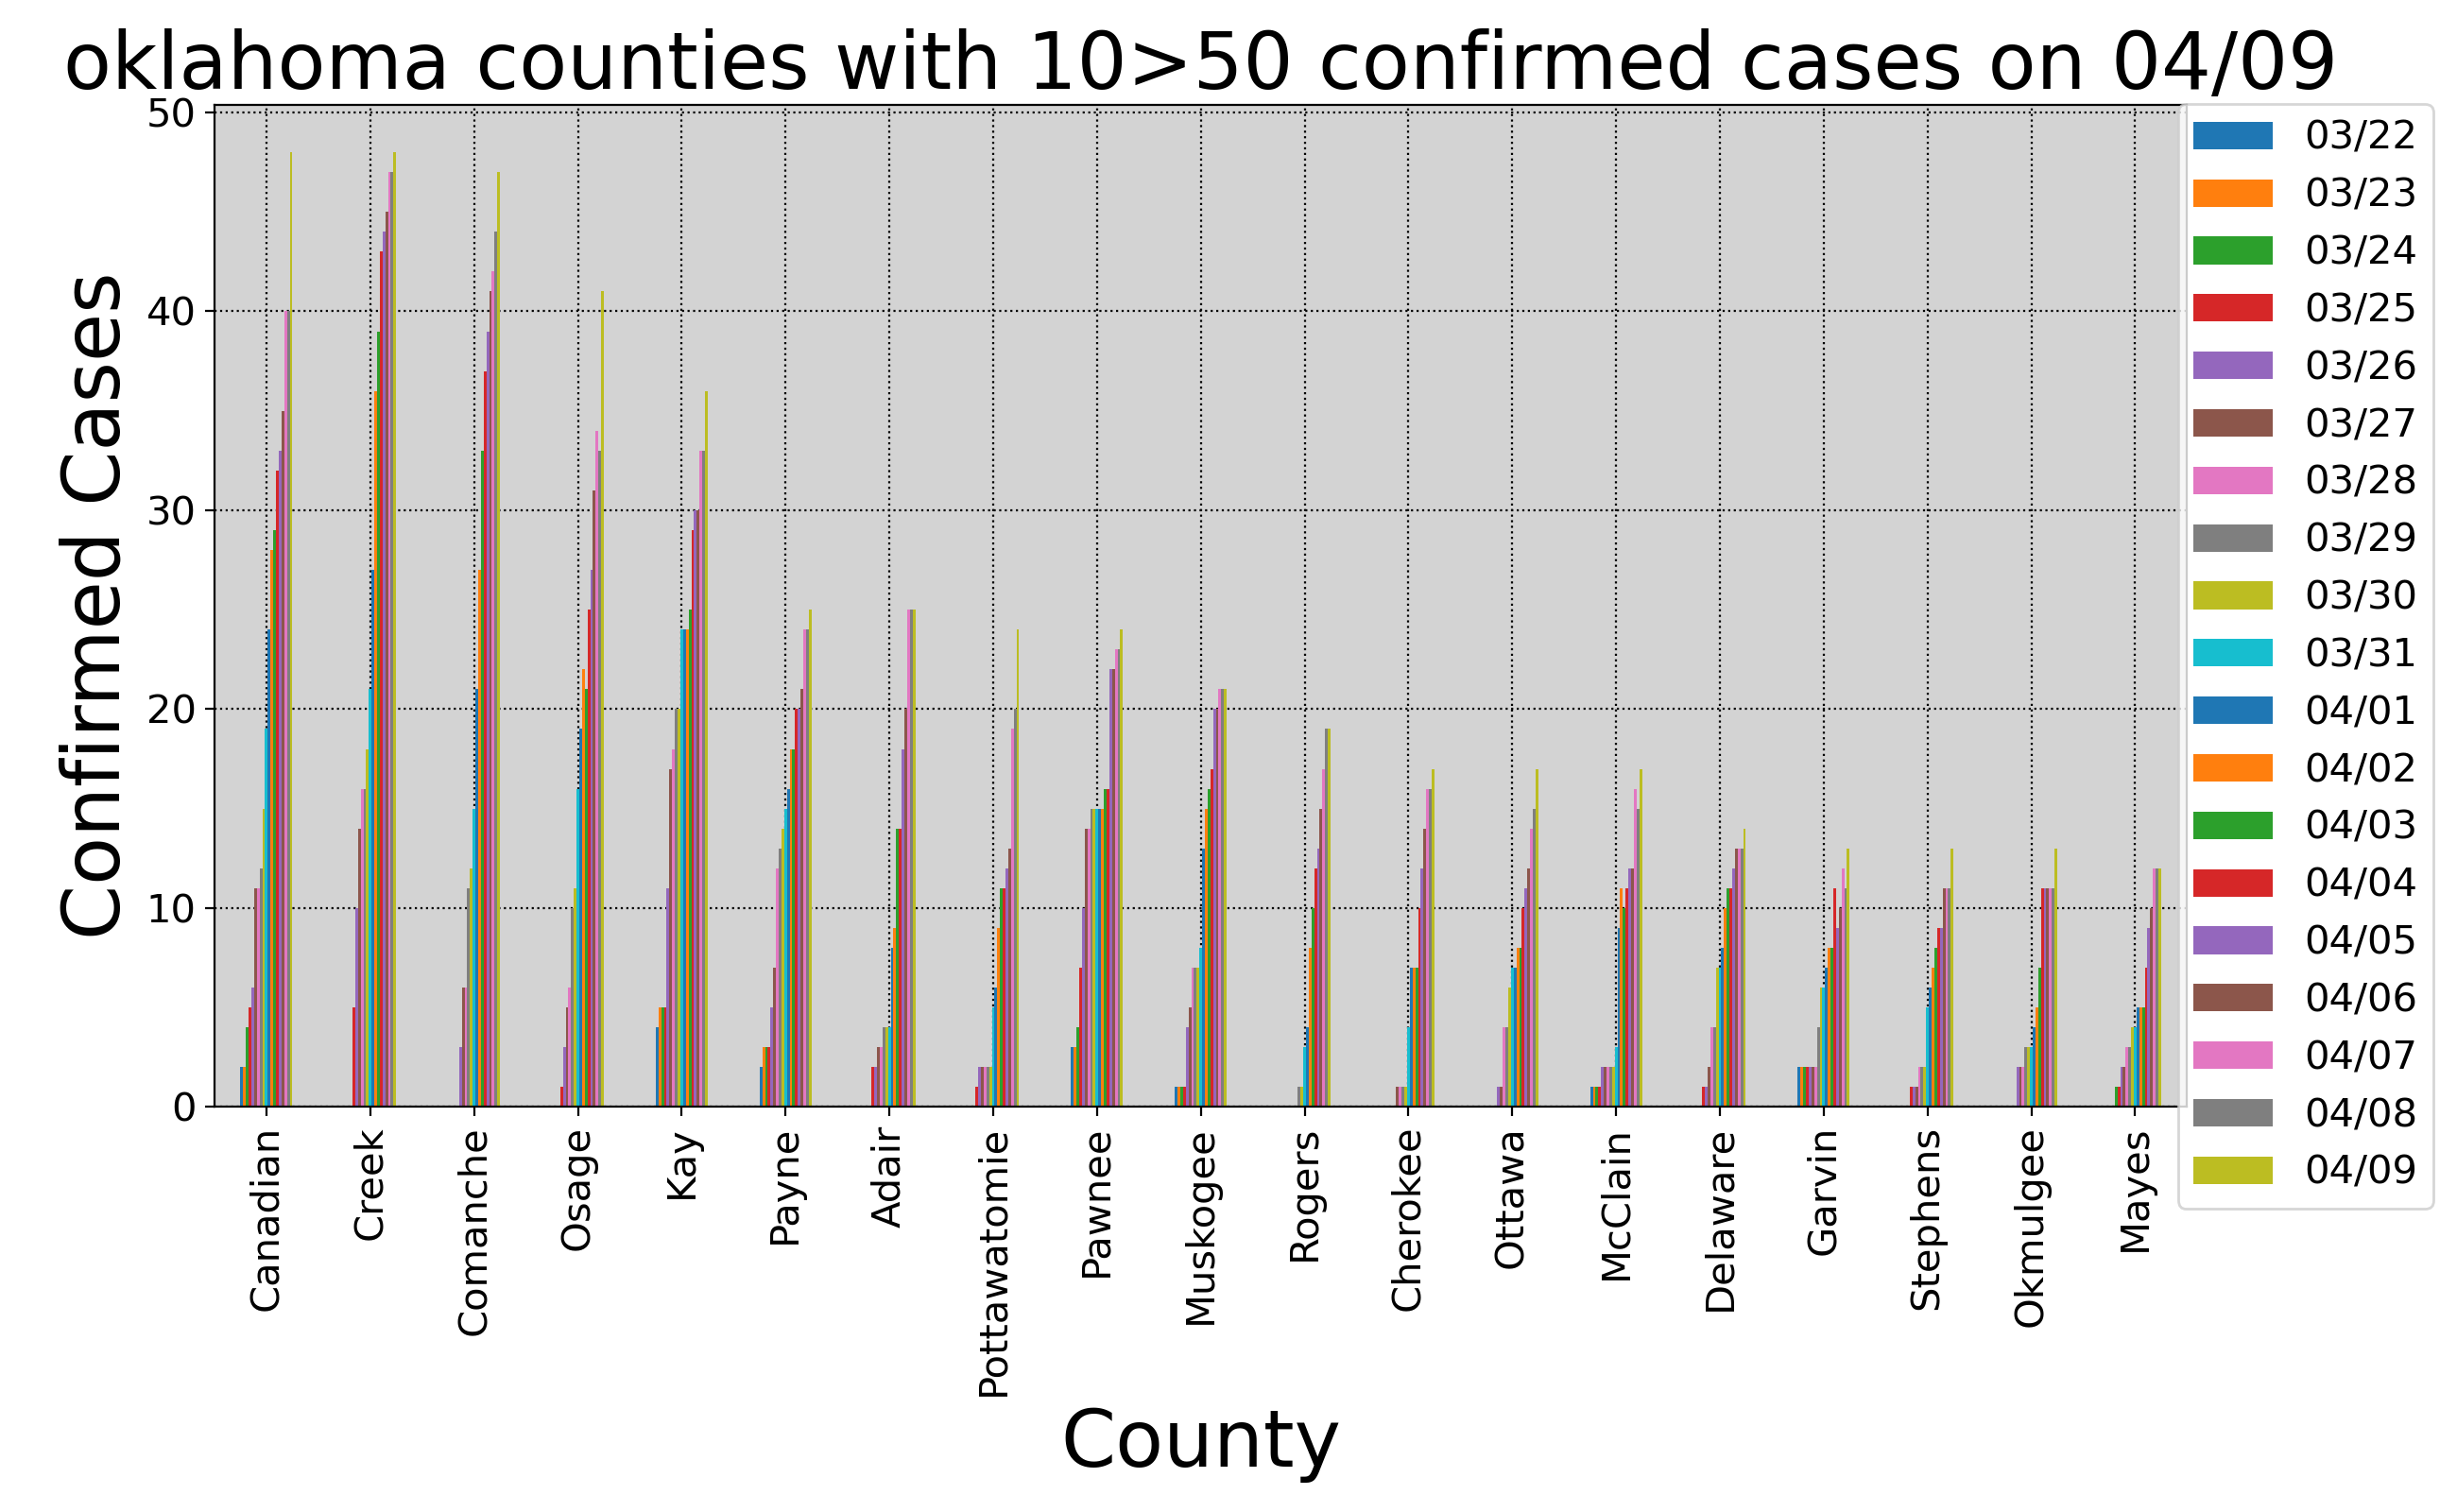 oklahoma counties with 10>50 confirmed cases on 04/09
Confirmed Cases
50
40
30
20
10
0
03/22
03/23
03/24
03/25
03/26
03/27
03/28
03/29
03/30
03/31
04/01
04/02
04/03
04/04
04/05
04/06
04/07
04/08
04/09
Canadian
Creek
Comanche
Osage
Kay
Payne
Adair
Pottawatomie
Pawnee
Muskogee
Rogers
Cherokee
Ottawa
McClain
Delaware
Garvin
Stephens
Okmulgee
Mayes
County